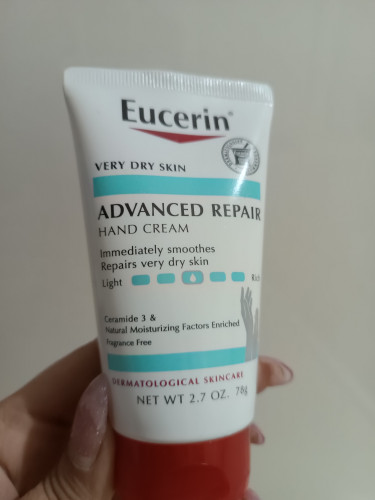 Eucerin®
VERY DRY SKIN
ADVANCED REPAIR
HAND CREAM
Immediately smoothes
Repairs very dry skin
Light Rich
Ceramide 3 &
Natural Moisturizing Factors Enriched
Fragrance Free
DERMATOLOGICAL SKINCARE
NET WT 2.7 OZ. 78g